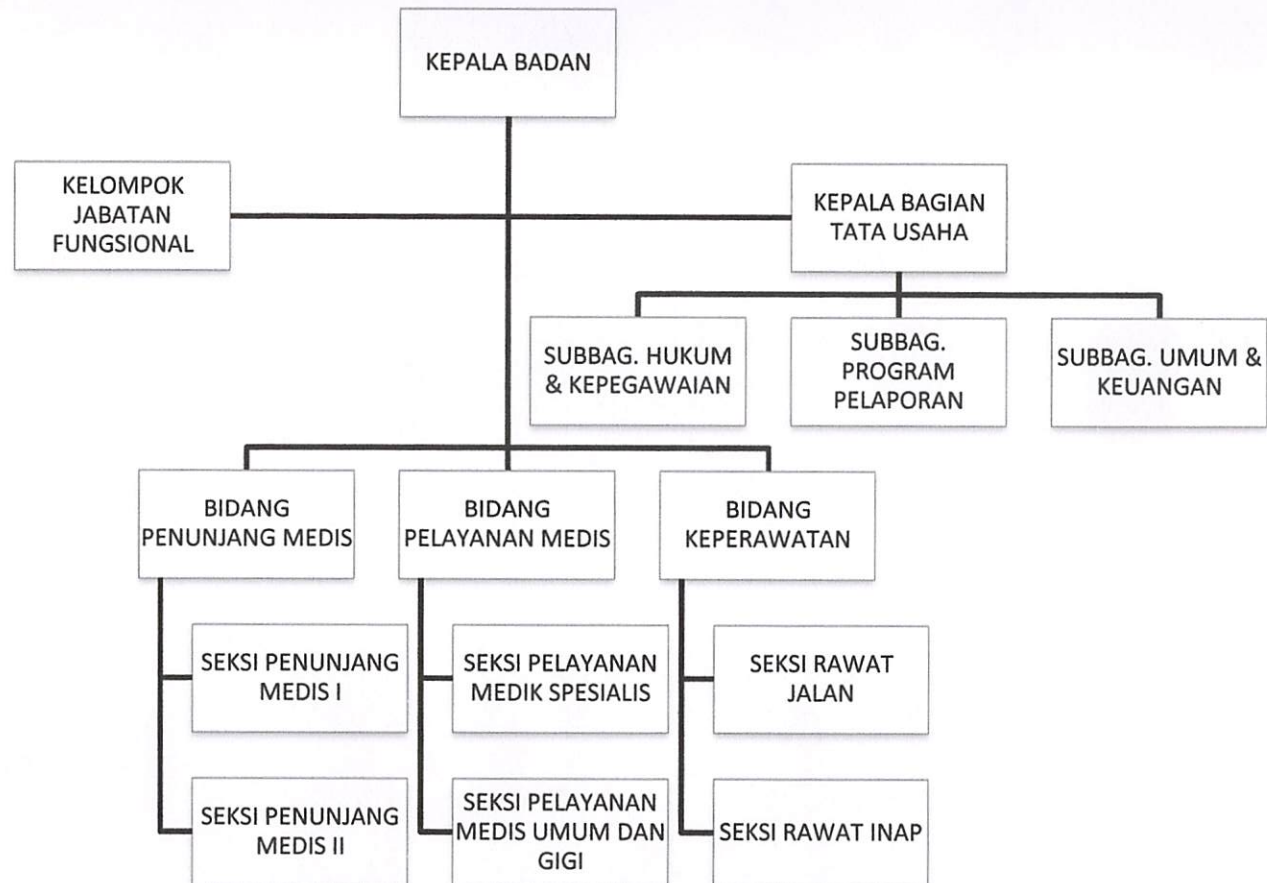 KEPALA BADAN
KELOMPOK
JABATAN
FUNGSIONAL
KEPALA BAGIAN
TATA USAHA
SUBBAG. HUKUM
& KEPEGAWAIAN
SUBBAG.
PROGRAM
PELAPORAN
SUBBAG. UMUM &
KEUANGAN
BIDANG
PENUNJANG MEDIS
BIDANG
PELAYANAN MEDIS
BIDANG
KEPERAWATAN
SEKSI PENUNJANG
MEDIS I
SEKSI PELAYANAN
MEDIK SPESIALIS
SEKSI RAWAT
JALAN
SEKSI PENUNJANG
MEDIS II
SEKSI PELAYANAN
MEDIS UMUM DAN
GIGI
SEKSI RAWAT INAP